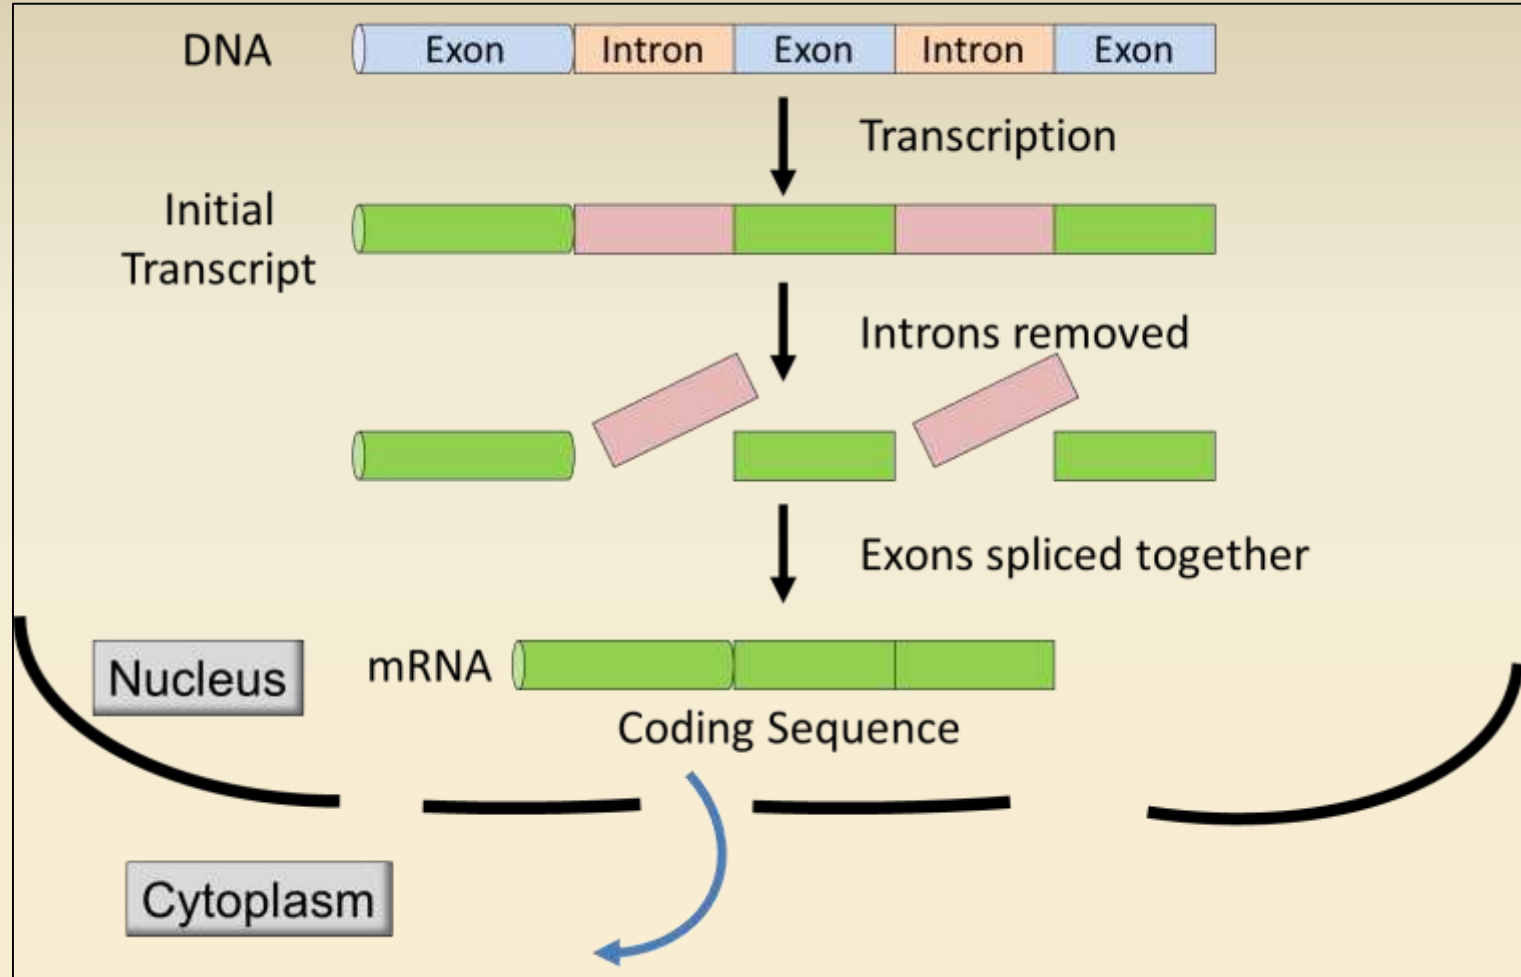 DNA
Exon
Intron
Exon
Intron
Exon
Transcription
Initial
Transcript
Introns removed
Exons spliced together
Nucleus
mRNA
Coding Sequence
Cytoplasm